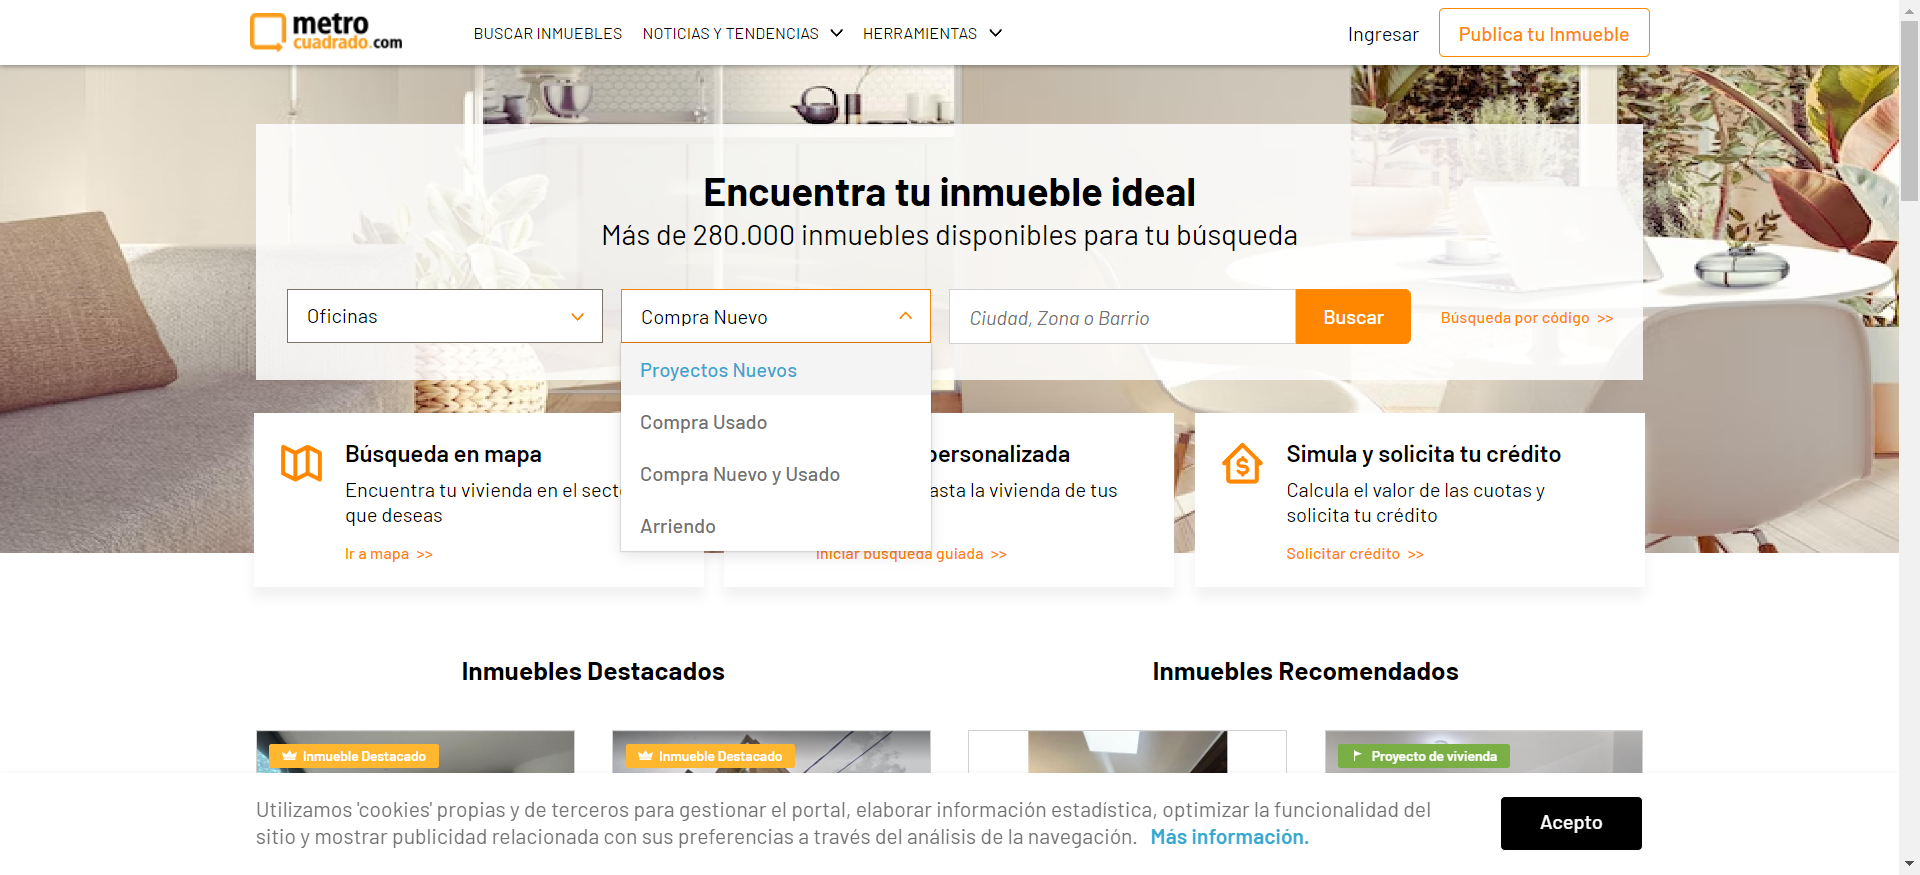 metro
cuadrado.com
BUSCAR INMUEBLES
NOTICIAS Y TENDENCIAS
HERRAMIENTAS
Ingresar
Publica tu Inmueble
Encuentra tu inmueble ideal
Más de 280.000 inmuebles disponibles para tu búsqueda
Oficinas
Compra Nuevo
Ciudad, Zona o Barrio
Buscar
Búsqueda por código >>
Proyectos Nuevos
Compra Usado
Compra Nuevo y Usado
Arriendo
Búsqueda en mapa
Encuentra tu vivienda en el
que deseas
Ir a mapa >>
personalizada
la vivienda de tus
Iniciar búsqueda guiada >>
Simula y solicita tu crédito
Calcula el valor de las cuotas y
solicita tu crédito
Solicitar crédito >>
Inmuebles Destacados
Inmuebles Recomendados
Inmueble Destacado
Inmueble Destacado
Proyecto de vivienda
Utilizamos 'cookies' propias y de terceros para gestionar el portal, elaborar información estadística, optimizar la funcionalidad del
sitio y mostrar publicidad relacionada con sus preferencias a través del análisis de la navegación. Más información.
Acepto